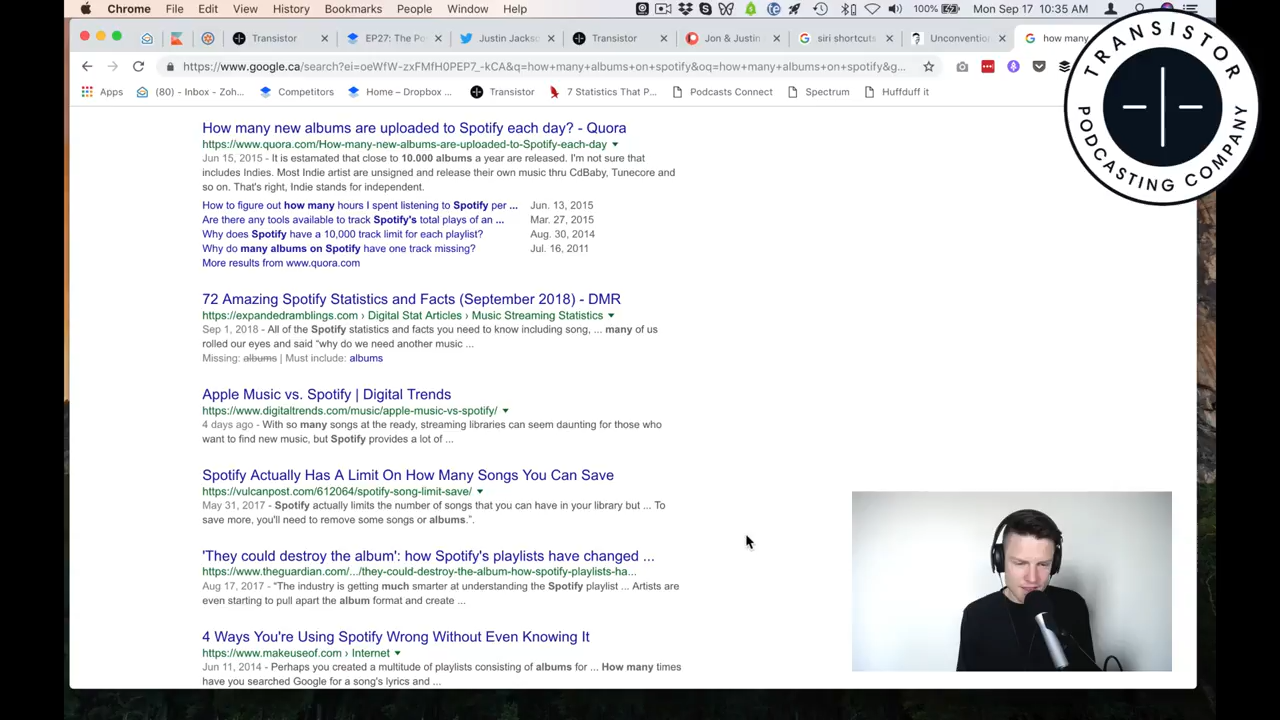 Chrome File Edit View History Bookmarks People Window Help 100% Mon Sep 17 10:35 AM
Transistor EP27: The Po Justin Jacks Transistor Jon & Justin siri shortcuts Unconvention how many
https://www.google.ca/search?ei=oeWfW-zxFMfH0PEP7_-kCA&q=how+many+albums+on+spotify&oq=how+many+albums+on+spotify&g...
Apps (80) - Inbox - Zoh... Competitors Home – Dropbox ... Transistor 7 Statistics That P... Podcasts Connect Spectrum Huffduff it
TRANSISTOR
PODCASTING COMPANY
How many new albums are uploaded to Spotify each day? - Quora
https://www.quora.com/How-many-new-albums-are-uploaded-to-Spotify-each-day
Jun 15, 2015 - It is estamated that close to 10.000 albums a year are released. I'm not sure that
includes Indies. Most Indie artist are unsigned and release their own music thru CdBaby, Tunecore and
so on. That's right, Indie stands for independent.
How to figure out how many hours I spent listening to Spotify per ... Jun. 13, 2015
Are there any tools available to track Spotify's total plays of an ... Mar. 27, 2015
Why does Spotify have a 10,000 track limit for each playlist? Aug. 30, 2014
Why do many albums on Spotify have one track missing? Jul. 16, 2011
More results from www.quora.com
72 Amazing Spotify Statistics and Facts (September 2018) - DMR
https://expandedramblings.com › Digital Stat Articles › Music Streaming Statistics
Sep 1, 2018 - All of the Spotify statistics and facts you need to know including song, ... many of us
rolled our eyes and said “why do we need another music ...
Missing: albums | Must include: albums
Apple Music vs. Spotify | Digital Trends
https://www.digitaltrends.com/music/apple-music-vs-spotify/
4 days ago - With so many songs at the ready, streaming libraries can seem daunting for those who
want to find new music, but Spotify provides a lot of ...
Spotify Actually Has A Limit On How Many Songs You Can Save
https://vulcanpost.com/612064/spotify-song-limit-save/
May 31, 2017 - Spotify actually limits the number of songs that you can have in your library but ... To
save more, you'll need to remove some songs or albums.”.
'They could destroy the album': how Spotify's playlists have changed ...
https://www.theguardian.com/.../they-could-destroy-the-album-how-spotify-playlists-ha...
Aug 17, 2017 - “The industry is getting much smarter at understanding the Spotify playlist ... Artists are
even starting to pull apart the album format and create ...
4 Ways You're Using Spotify Wrong Without Even Knowing It
https://www.makeuseof.com › Internet
Jun 11, 2014 - Perhaps you created a multitude of playlists consisting of albums for ... How many times
have you searched Google for a song's lyrics and ...